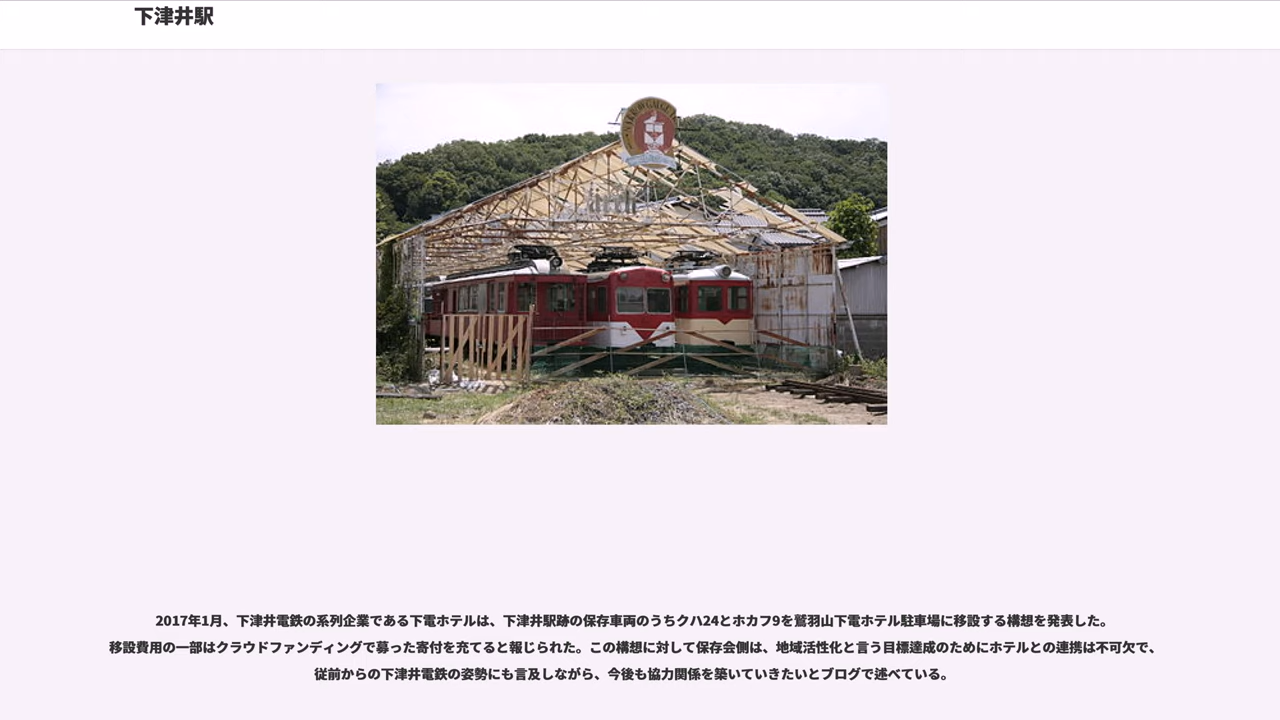 下津井駅
2017年1月、下津井電鉄の系列企業である下電ホテルは、下津井駅跡の保存車両のうちクハ24とホカフ9を鷲羽山下電ホテル駐車場に移設する構想を発表した。
移設費用の一部はクラウドファンディングで募った寄付を充てると報じられた。この構想に対して保存会側は、地域活性化と言う目標達成のためにホテルとの連携は不可欠で、
従前からの下津井電鉄の姿勢にも言及しながら、今後も協力関係を築いていきたいとブログで述べている。